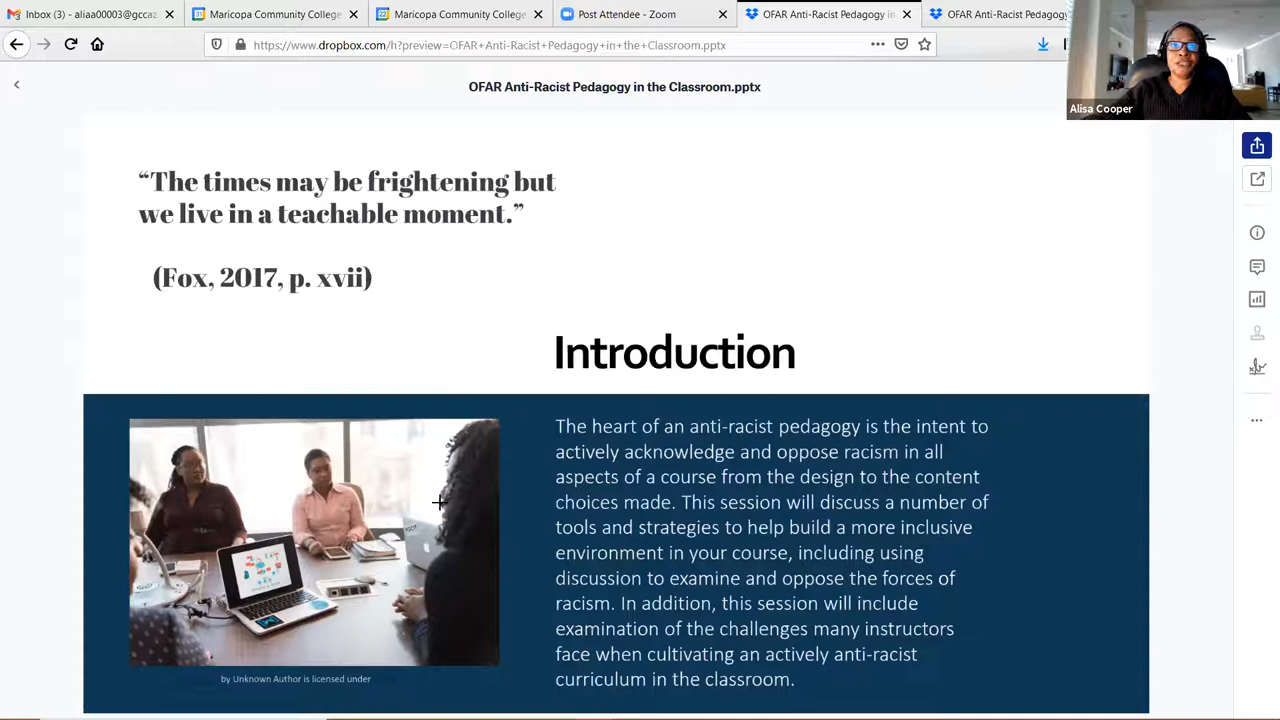 Inbox (3) - aliaa00003@gccaz
Maricopa Community College
Maricopa Community College
Post Attendee - Zoom
OFAR Anti-Racist Pedagogy in
OFAR Anti-Racist Pedagogy
https://www.dropbox.com/h?preview=OFAR+Anti-Racist+Pedagogy+in+the+Classroom.pptx
Alisa Cooper
OFAR Anti-Racist Pedagogy in the Classroom.pptx
“The times may be frightening but
we live in a teachable moment.”
(Fox, 2017, p. xvii)
Introduction
The heart of an anti-racist pedagogy is the intent to
actively acknowledge and oppose racism in all
aspects of a course from the design to the content
choices made. This session will discuss a number of
tools and strategies to help build a more inclusive
environment in your course, including using
discussion to examine and oppose the forces of
racism. In addition, this session will include
examination of the challenges many instructors
face when cultivating an actively anti-racist
curriculum in the classroom.
by Unknown Author is licensed under